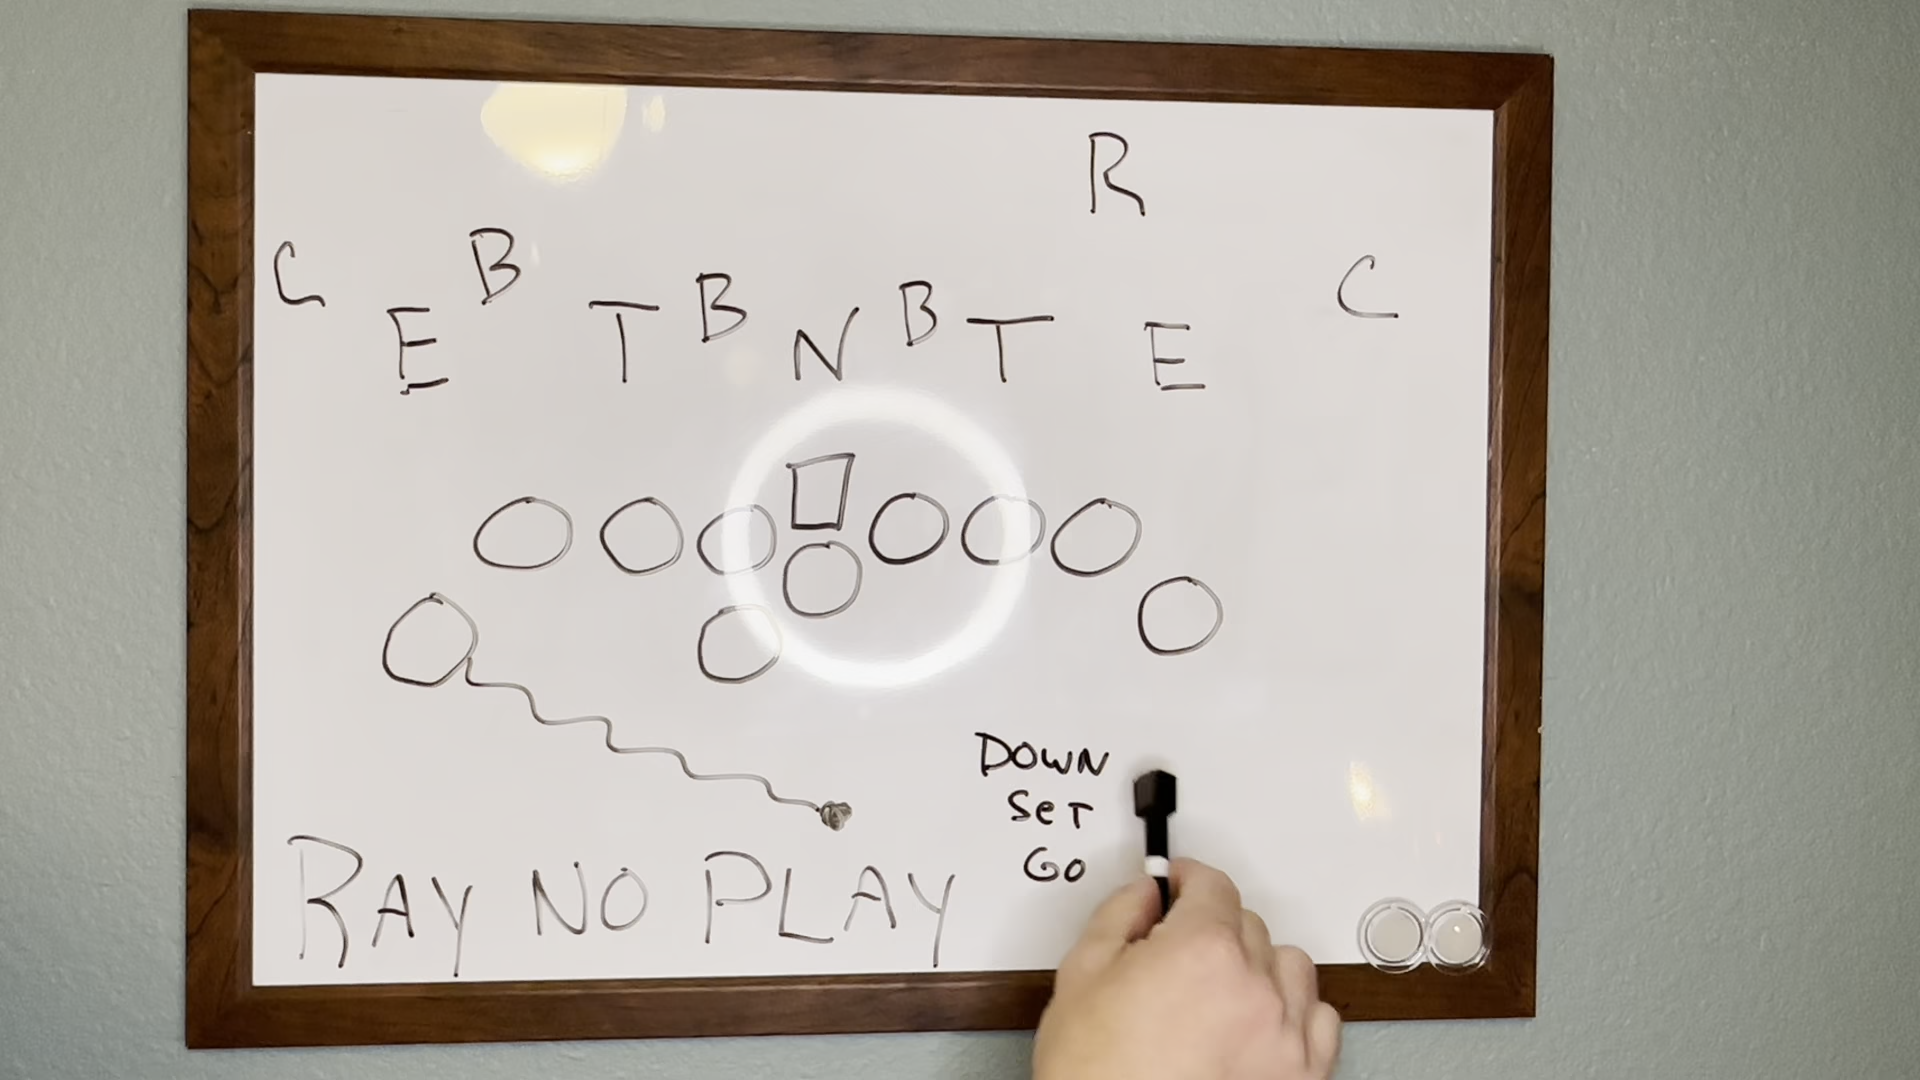 R
C B C
E T B N B T E
DOWN
SeT
Go
RAY NO PLAY